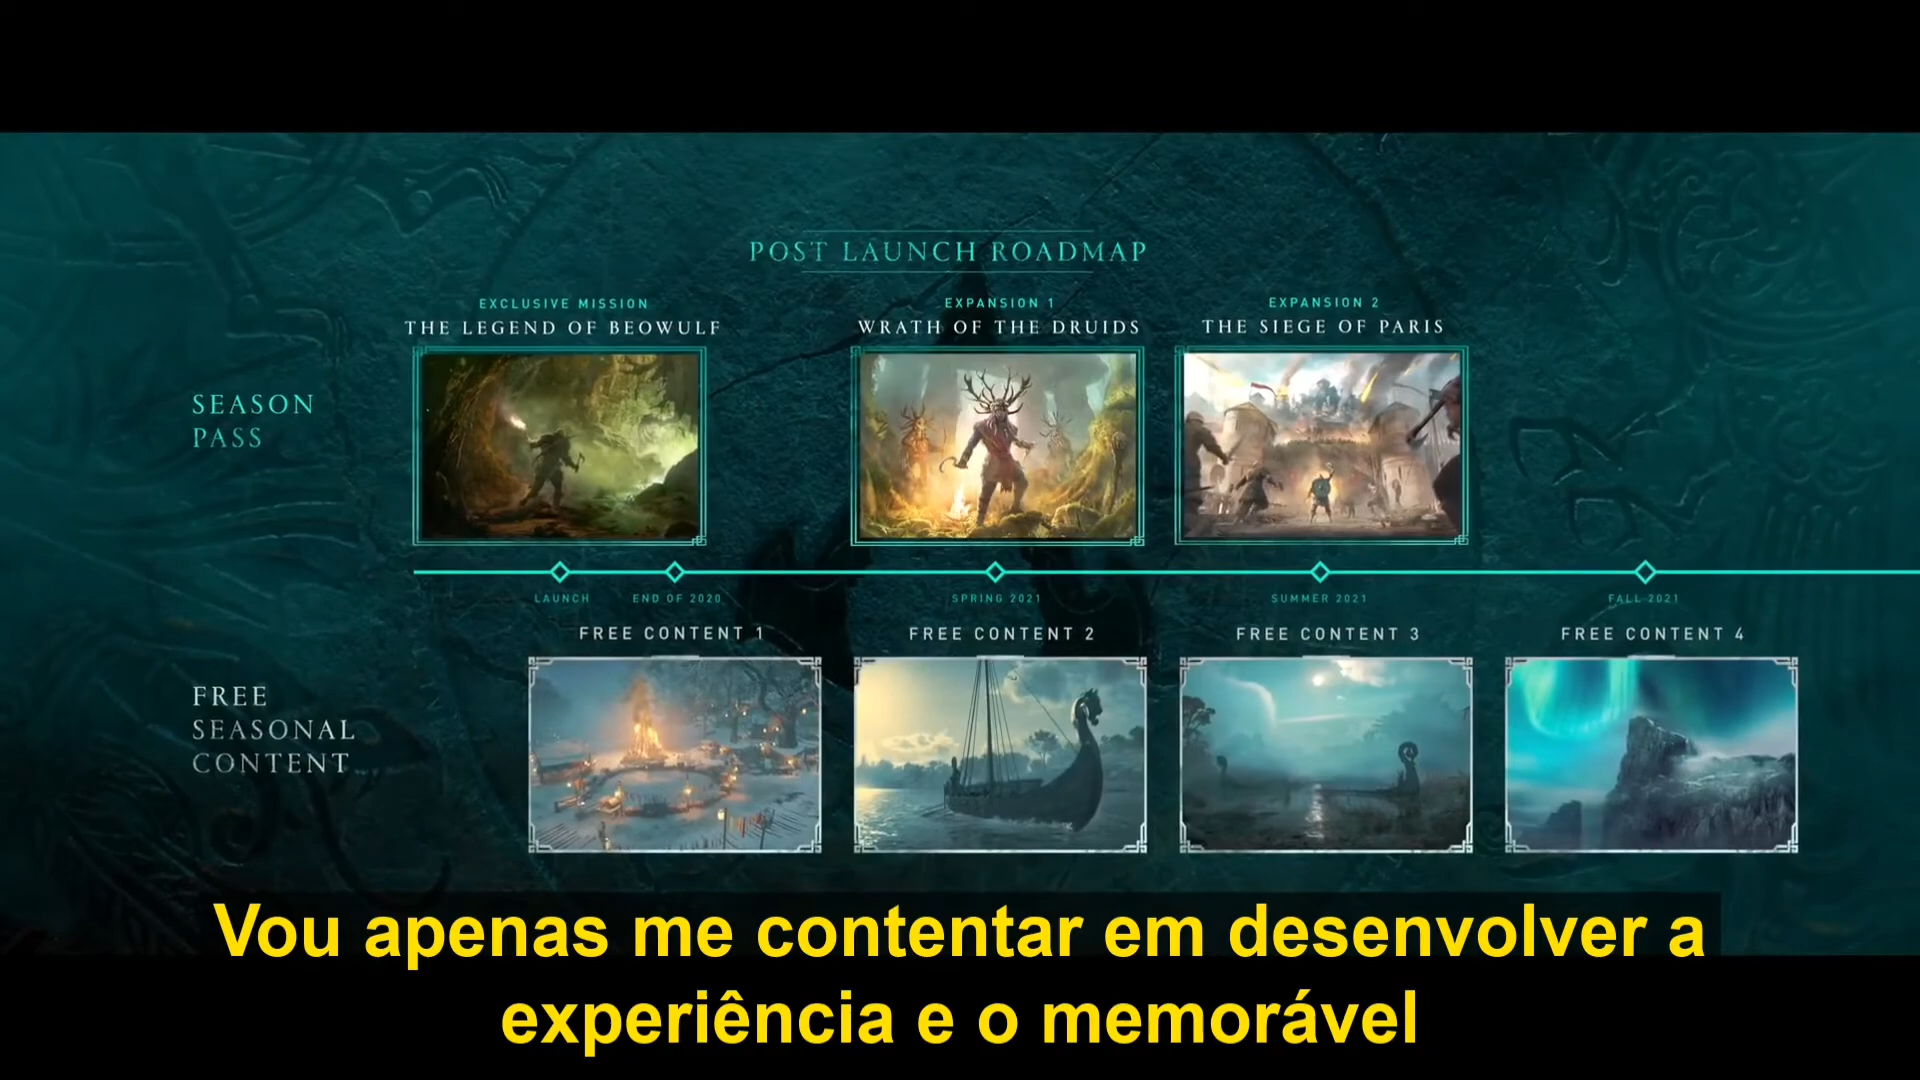 POST LAUNCH ROADMAP
EXCLUSIVE MISSION
THE LEGEND OF BEOWULF
EXPANSION 1
WRATH OF THE DRUIDS
EXPANSION 2
THE SIEGE OF PARIS
SEASON
PASS
LAUNCH
END OF 2020
SPRING 2021
SUMMER 2021
FALL 2021
FREE CONTENT 1
FREE CONTENT 2
FREE CONTENT 3
FREE CONTENT 4
FREE
SEASONAL
CONTENT
Vou apenas me contentar em desenvolver a
experiência e o memorável